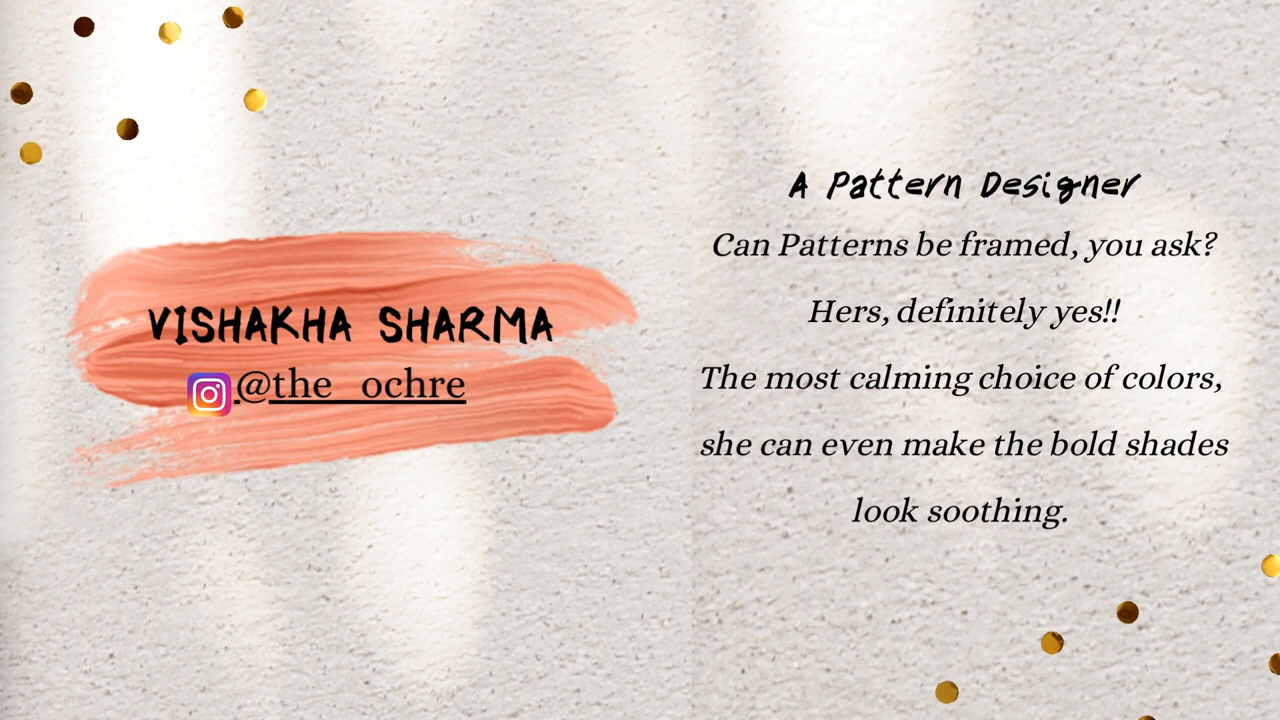 VISHAKHA SHARMA
@the_ochre
A Pattern Designer
Can Patterns be framed, you ask?
Hers, definitely yes!!
The most calming choice of colors,
she can even make the bold shades
look soothing.